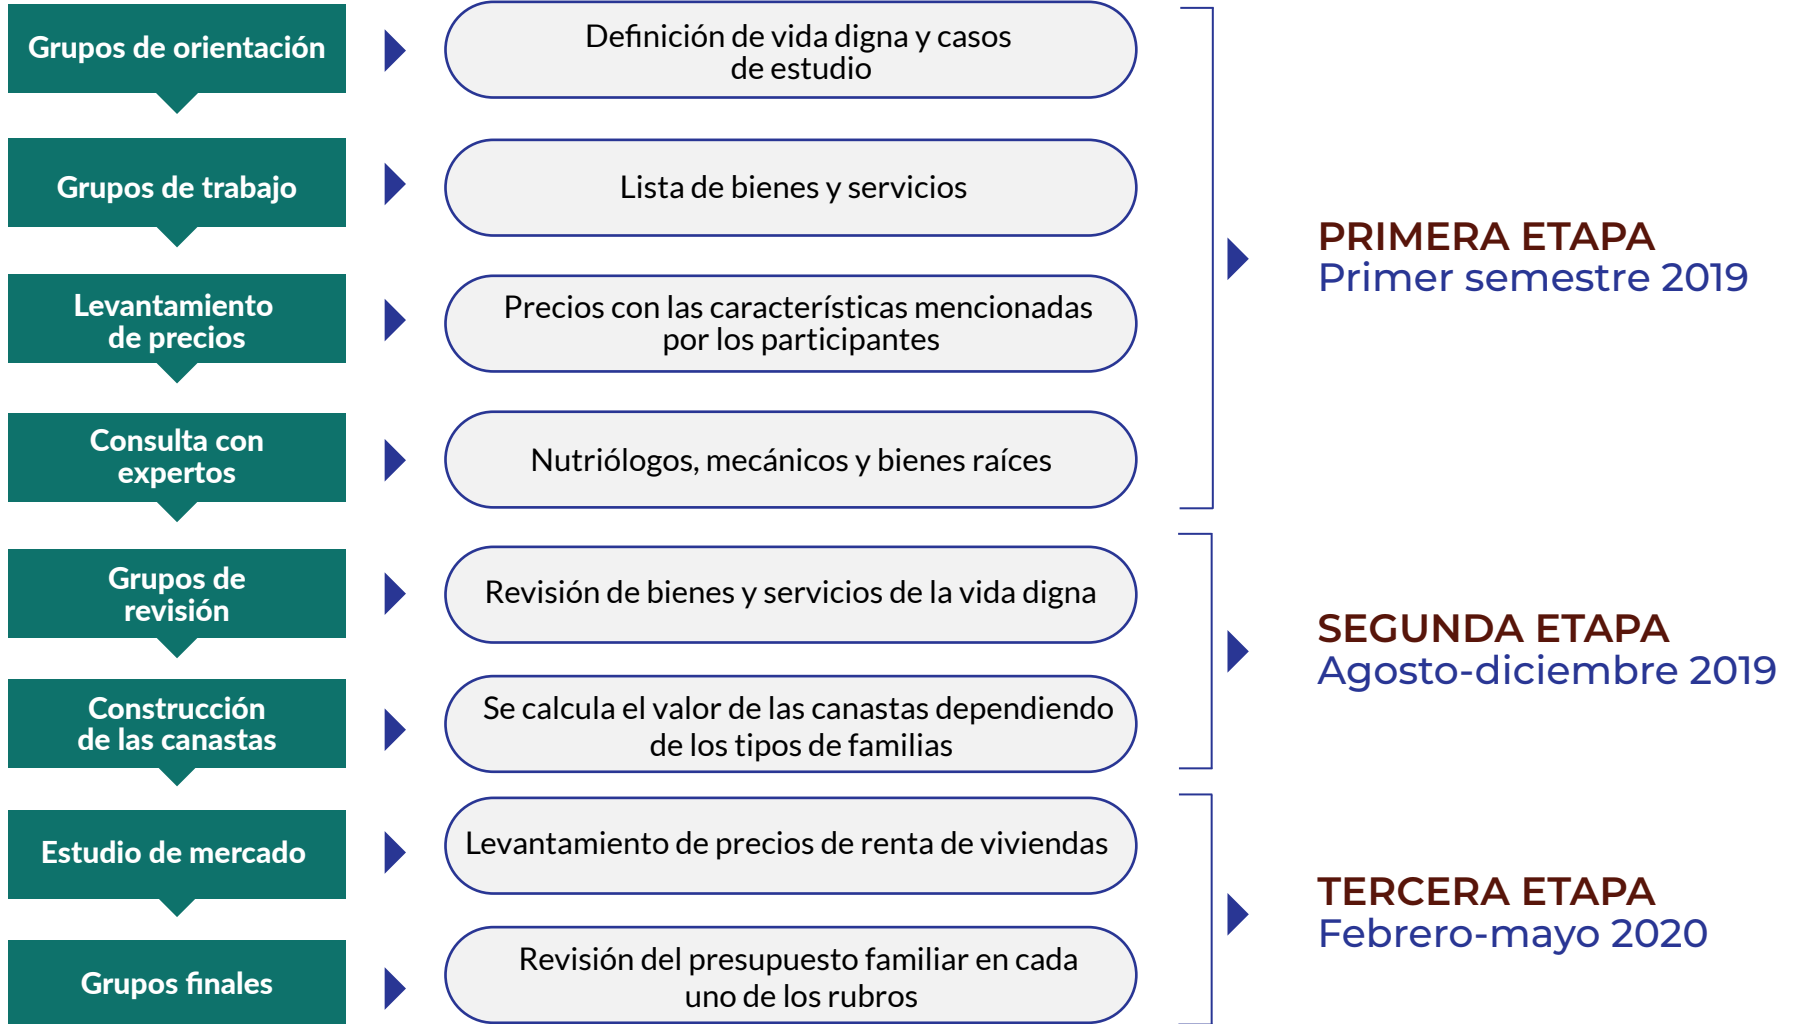 Grupos de orientación
Definición de vida digna y casos
de estudio
Grupos de trabajo
Lista de bienes y servicios
Levantamiento
de precios
Precios con las características mencionadas
por los participantes
Consulta con
expertos
Nutriólogos, mecánicos y bienes raíces
PRIMERA ETAPA
Primer semestre 2019
Grupos de
revisión
Revisión de bienes y servicios de la vida digna
Construcción
de las canastas
Se calcula el valor de las canastas dependiendo
de los tipos de familias
SEGUNDA ETAPA
Agosto-diciembre 2019
Estudio de mercado
Levantamiento de precios de renta de viviendas
Grupos finales
Revisión del presupuesto familiar en cada
uno de los rubros
TERCERA ETAPA
Febrero-mayo 2020